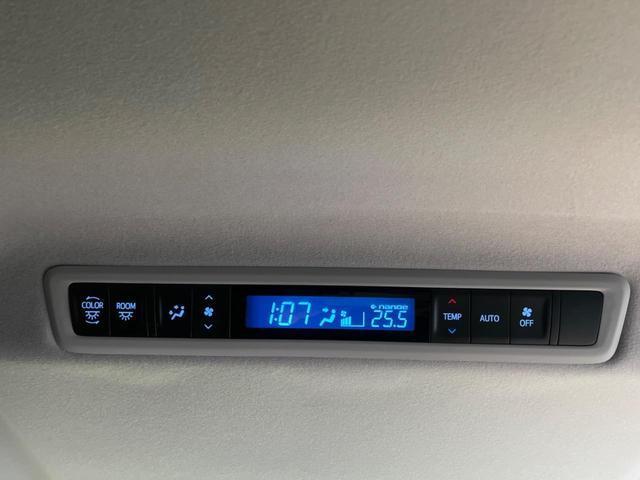 COLOR
ROOM
1:07
nanoe
25.5
TEMP
AUTO
OFF